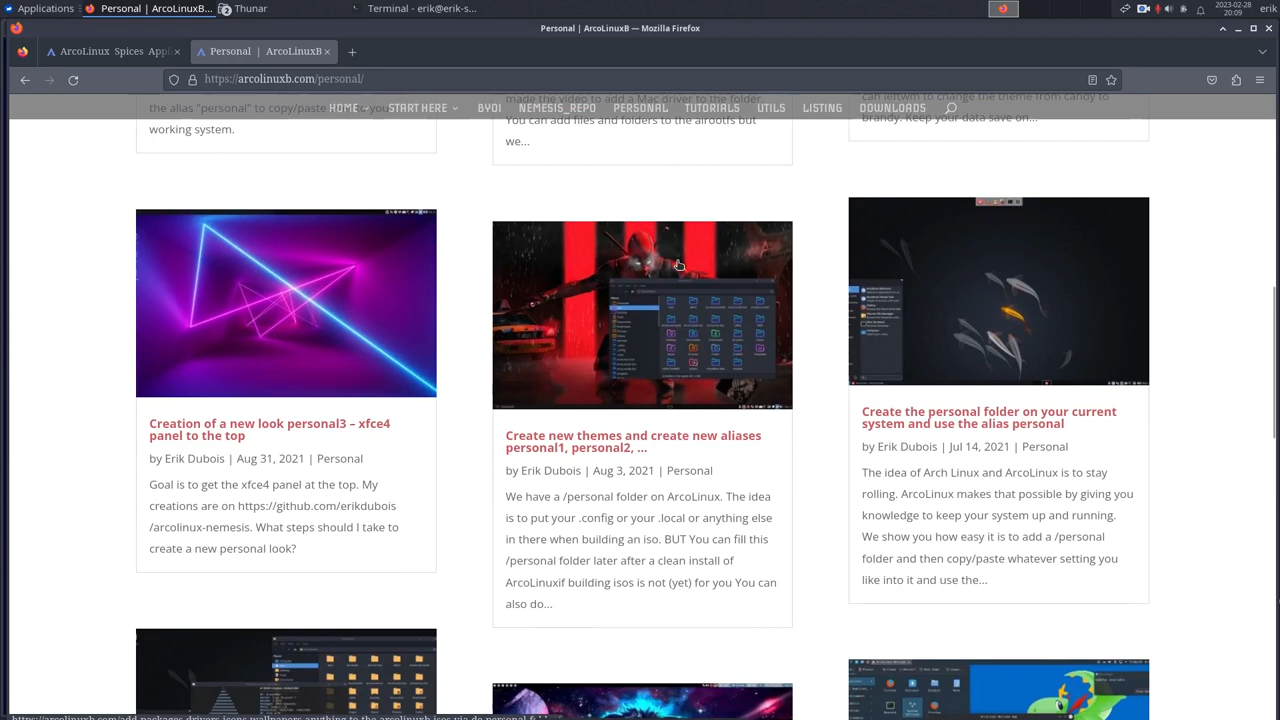 Applications
Personal | ArcoLinuxB...
2 Thunar
Terminal - erik@erik-s...
2023-02-28
20:09
erik
Personal | ArcoLinuxB — Mozilla Firefox
ArcoLinux Spices Appl
Personal | ArcoLinuxB
https://arcolinuxb.com/personal/
HOME
START HERE
BYOI
NEMESIS_REPO
PERSONAL
TUTORIALS
UTILS
LISTING
DOWNLOADS
the alias "personal" to copy/paste
working system.
made the video to add a Mac driver to the folder.
You can add files and folders to the airootfs but
we...
can leftwm to change the theme from candy to
brandy. Keep your data save on...
Creation of a new look personal3 – xfce4
panel to the top
by Erik Dubois | Aug 31, 2021 | Personal
Goal is to get the xfce4 panel at the top. My
creations are on https://github.com/erikdubois
/arcolinux-nemesis. What steps should I take to
create a new personal look?
Create new themes and create new aliases
personal1, personal2, ...
by Erik Dubois | Aug 3, 2021 | Personal
We have a /personal folder on ArcoLinux. The idea
is to put your .config or your .local or anything else
in there when building an iso. BUT You can fill this
/personal folder later after a clean install of
ArcoLinuxif building isos is not (yet) for you You can
also do...
Create the personal folder on your current
system and use the alias personal
by Erik Dubois | Jul 14, 2021 | Personal
The idea of Arch Linux and ArcoLinux is to stay
rolling. ArcoLinux makes that possible by giving you
knowledge to keep your system up and running.
We show you how easy it is to add a /personal
folder and then copy/paste whatever setting you
like into it and use the...